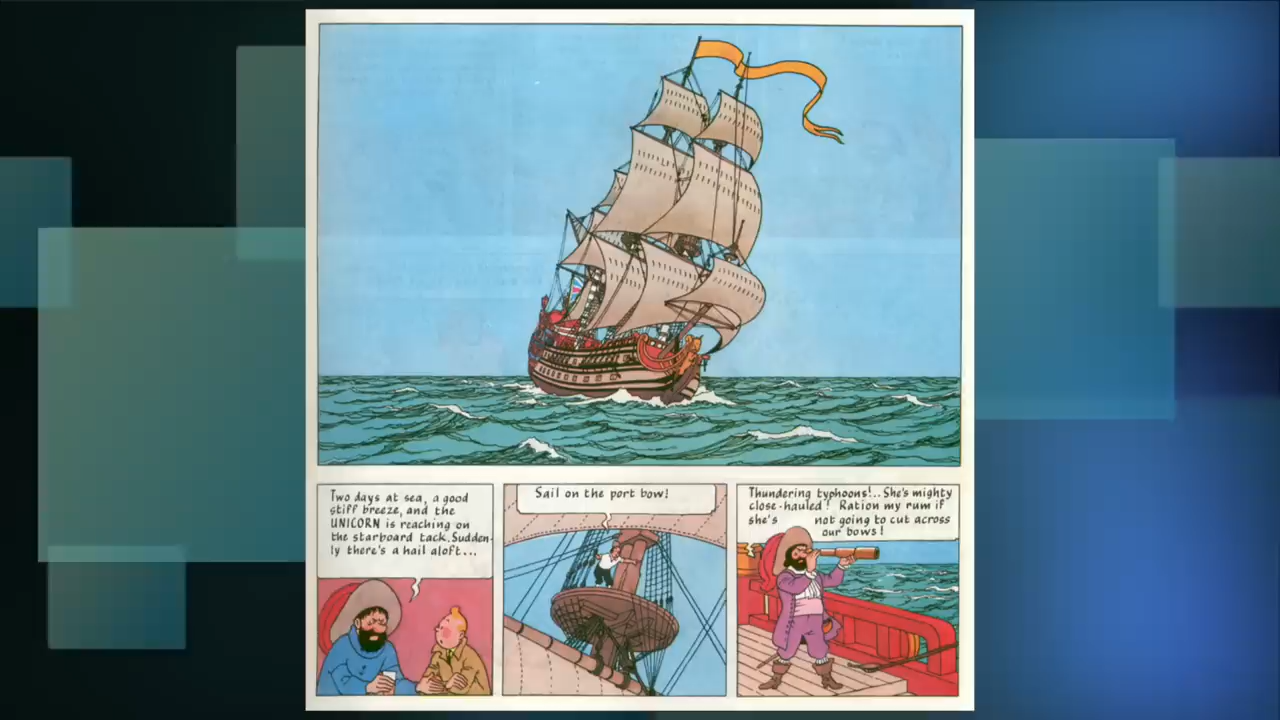 Two days at sea, a good
stiff breeze, and the
UNICORN is reaching on
the starboard tack. Sudden-
ly there's a hail aloft...
Sail on the port bow!
Thundering typhoons!.. She's mighty
close-hauled! Ration my rum if
she's not going to cut across
our bows!